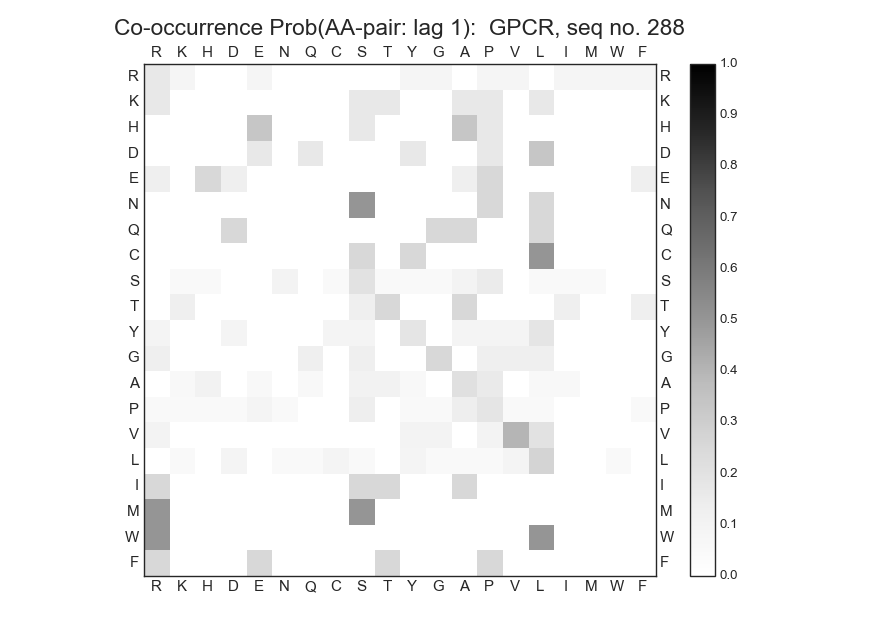 Co-occurrence Prob(AA-pair: lag 1):  GPCR, seq no. 288
R K H D E N Q C S T Y G A P V L I M W F
R R 1.0
K K 0.9
H H 0.8
D D
E E 0.7
N N
Q Q 0.6
C C
S S 0.5
T T
Y Y 0.4
G G
A A 0.3
P P
V V 0.2
L L
I I 0.1
M M
W W
F F 0.0
R K H D E N Q C S T Y G A P V L I M W F